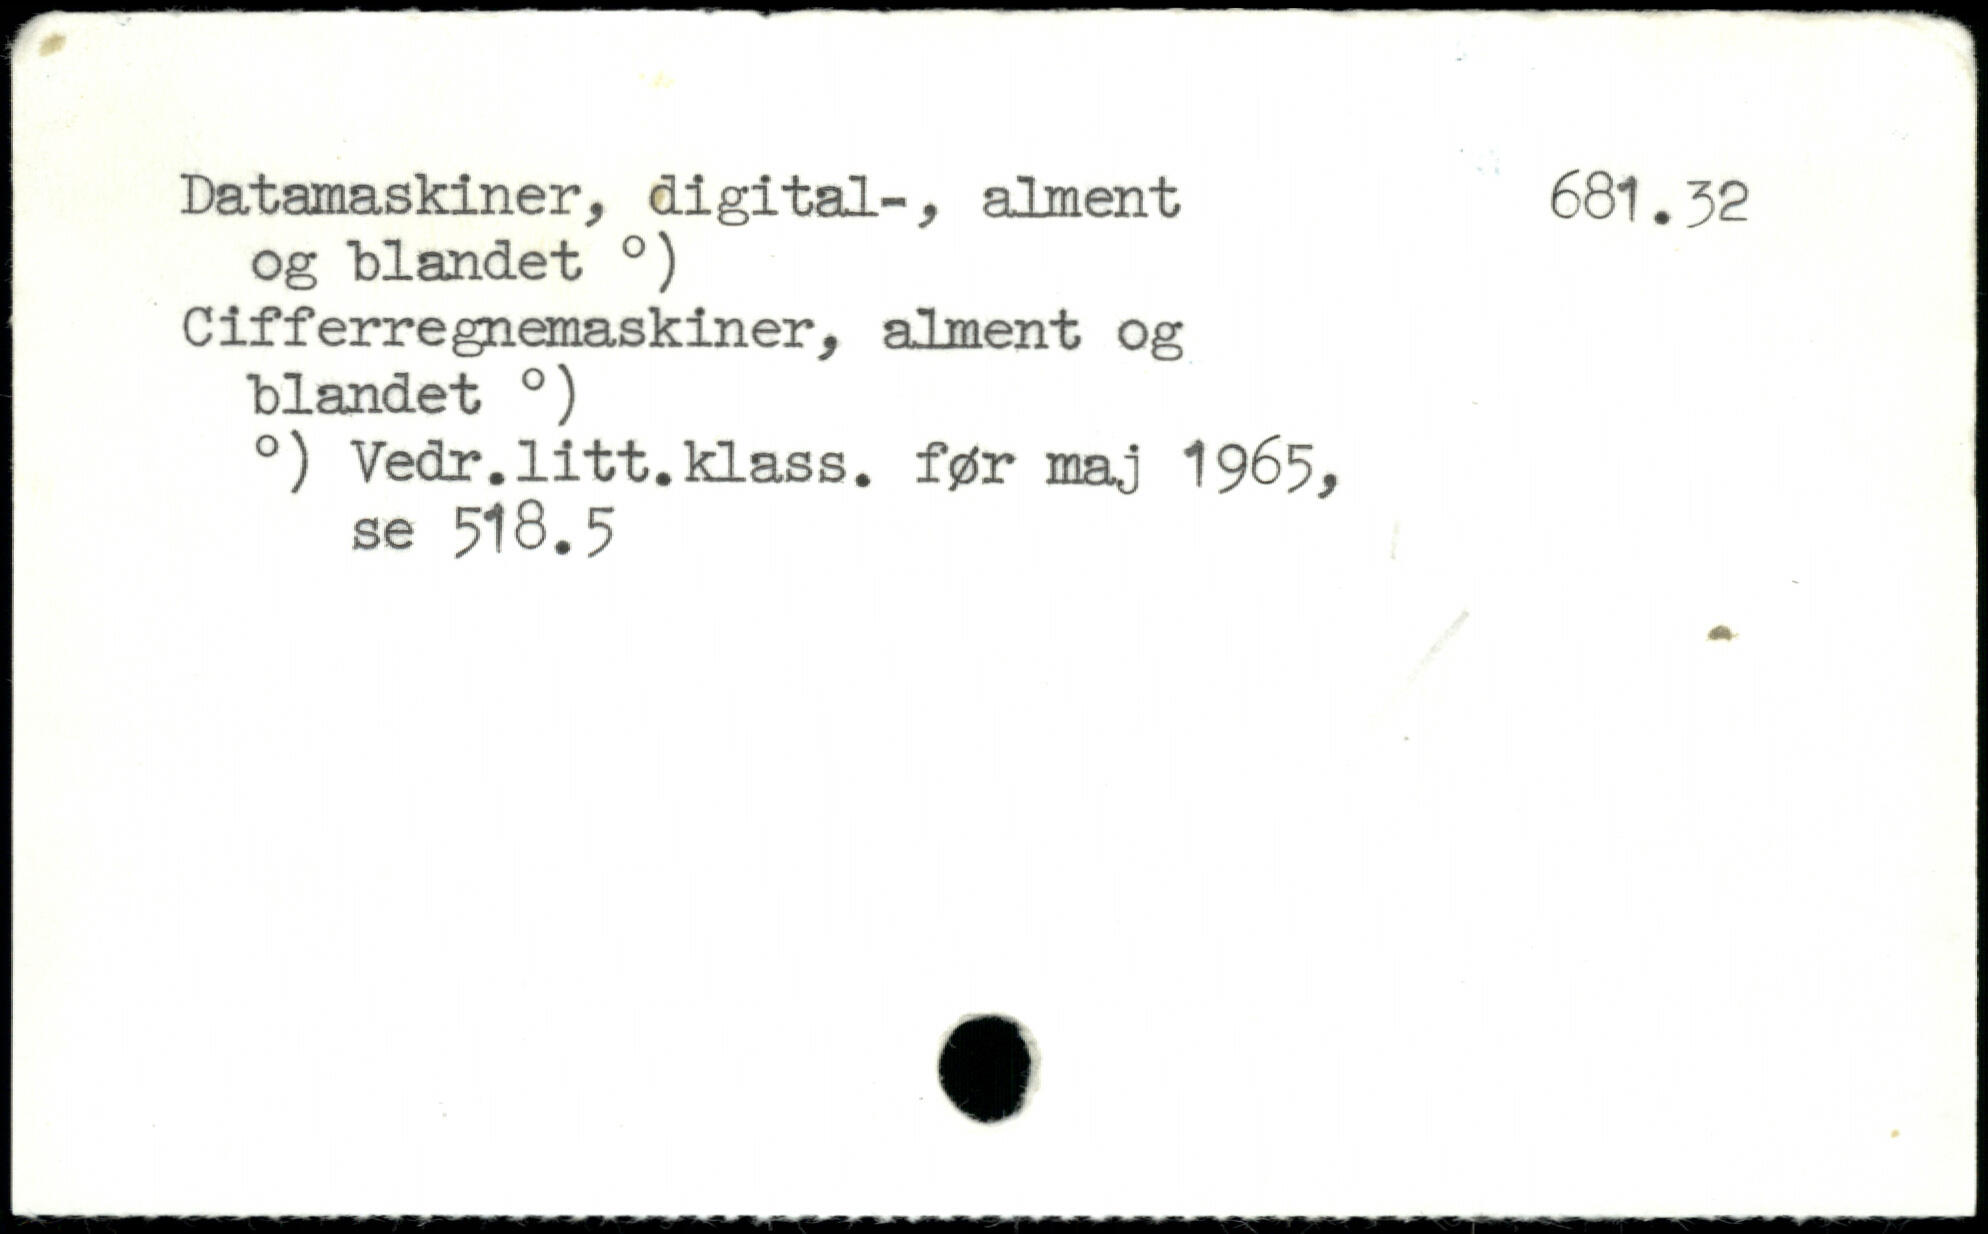 Datamaskiner, digital-, alment 681.32
og blandet °)
Cifferregnemaskiner, alment og
blandet °)
°) Vedr.litt.klass. før maj 1965,
se 518.5